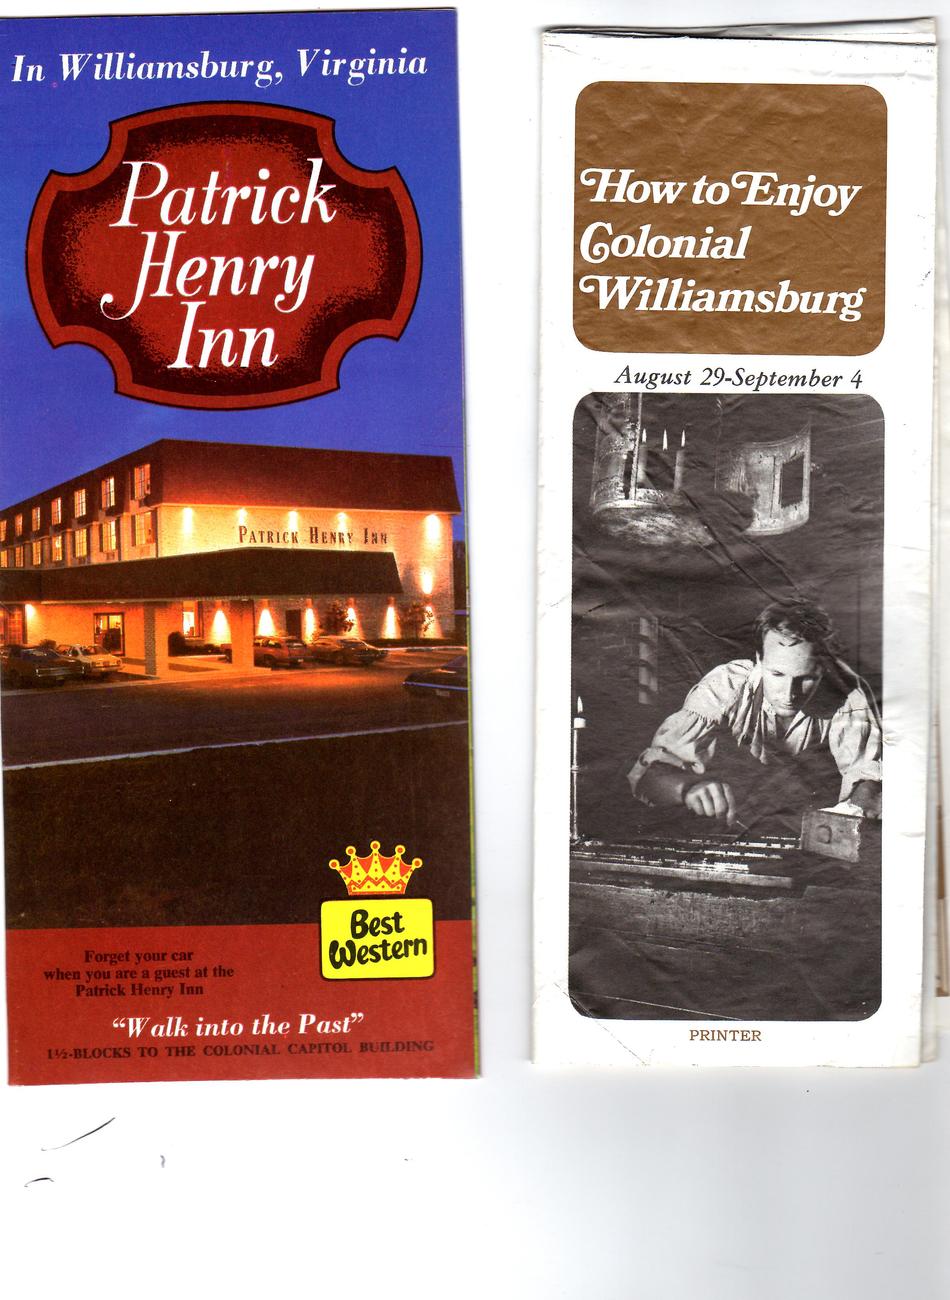 In Williamsburg, Virginia
Patrick
Henry
Inn
PATRICK HENRY INN
Best
Western
Forget your car
when you are a guest at the
Patrick Henry Inn
“Walk into the Past”
1½-BLOCKS TO THE COLONIAL CAPITOL BUILDING
How to Enjoy
Colonial
Williamsburg
August 29-September 4
PRINTER